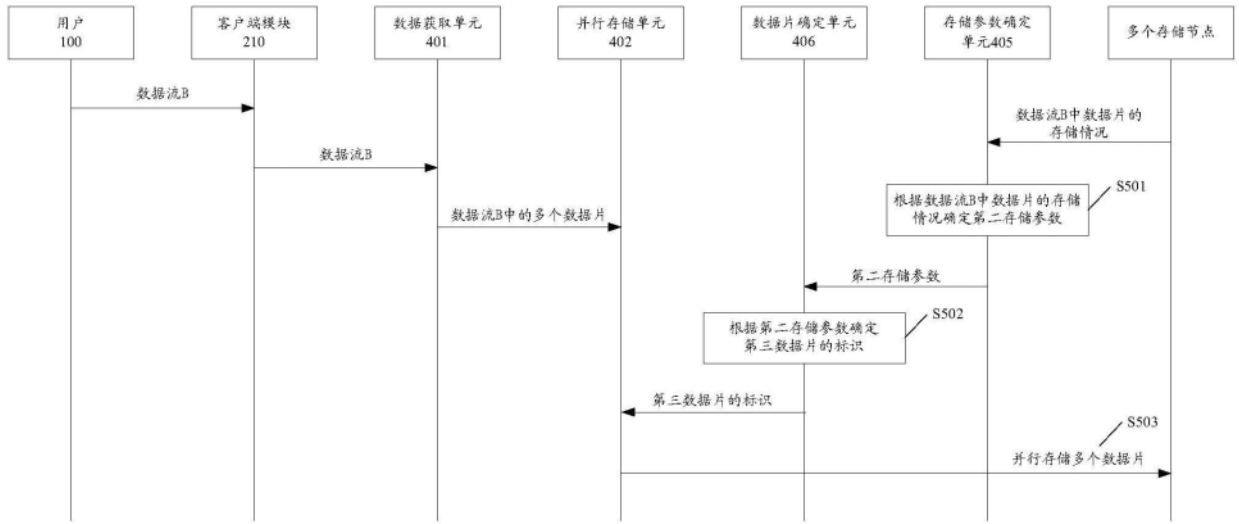 用户
100
客户端模块
210
数据获取单元
401
并行存储单元
402
数据片确定单元
406
存储参数确定
单元405
多个存储节点
数据流B
数据流B中数据片的
存储情况
数据流B
S501
根据数据流B中数据片的存储
情况确定第二存储参数
数据流B中的多个数据片
第二存储参数
S502
根据第二存储参数确定
第三数据片的标识
第三数据片的标识
S503
并行存储多个数据片